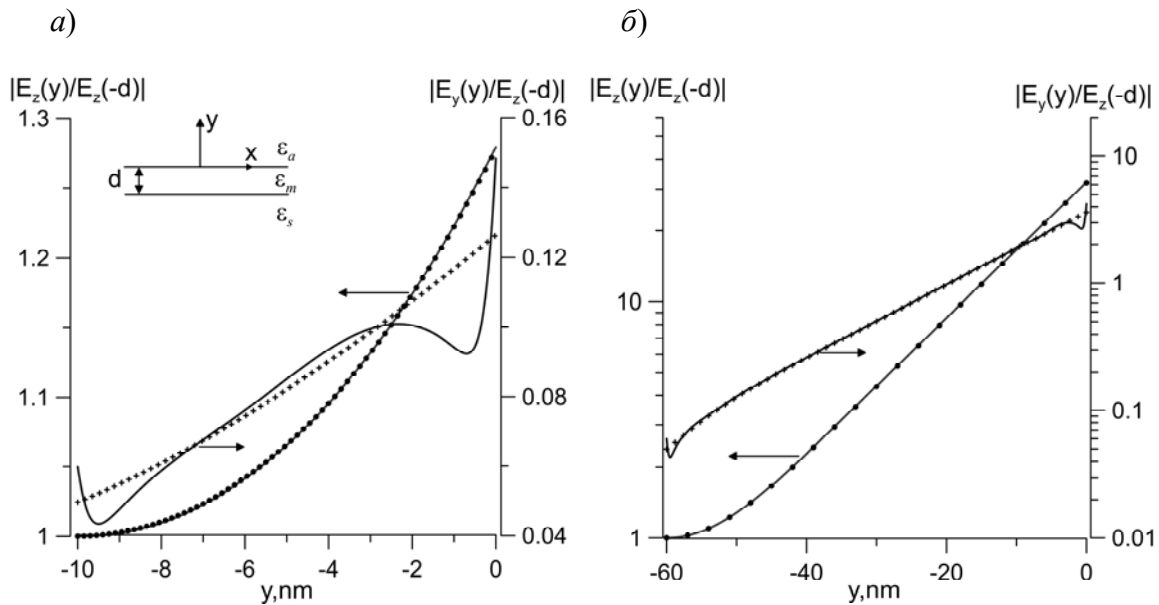 а) б)
|E_z(y)/E_z(-d)| |E_y(y)/E_z(-d)| |E_z(y)/E_z(-d)| |E_y(y)/E_z(-d)|
1.3 0.16
y
x ε_a
d ε_m
ε_s
10
1.2 0.12 10
1
1.1 0.08
0.1
1 0.04 1 0.01
-10 -8 -6 -4 -2 0 -60 -40 -20 0
y,nm y,nm